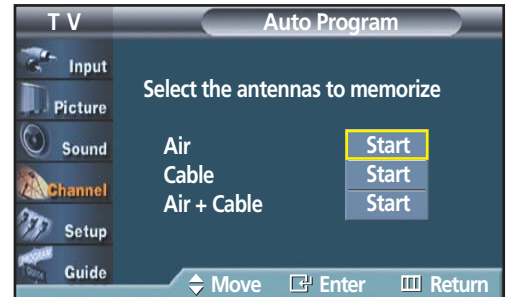 T V
Auto Program
Input
Picture
Sound
Channel
Setup
Guide
Select the antennas to memorize
Air Start
Cable Start
Air + Cable Start
Move Enter Return